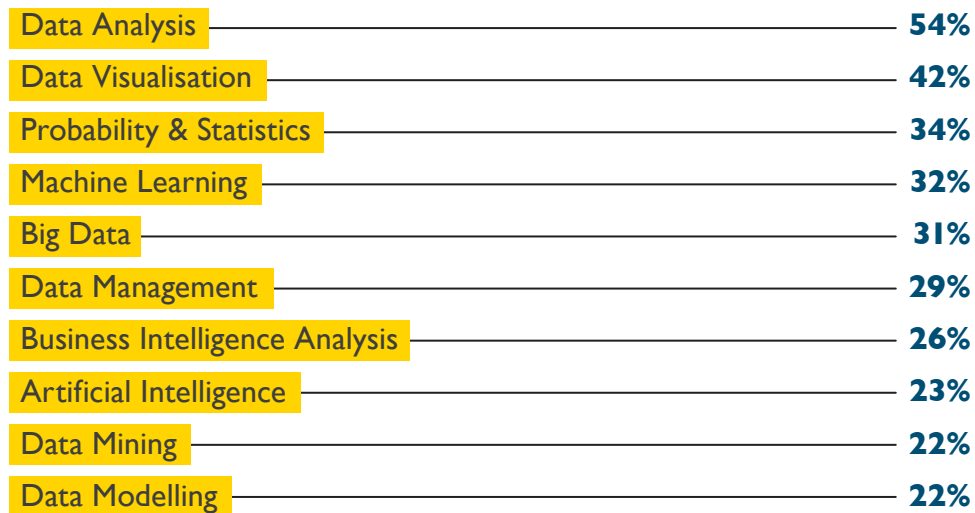 Data Analysis 54%
Data Visualisation 42%
Probability & Statistics 34%
Machine Learning 32%
Big Data 31%
Data Management 29%
Business Intelligence Analysis 26%
Artificial Intelligence 23%
Data Mining 22%
Data Modelling 22%